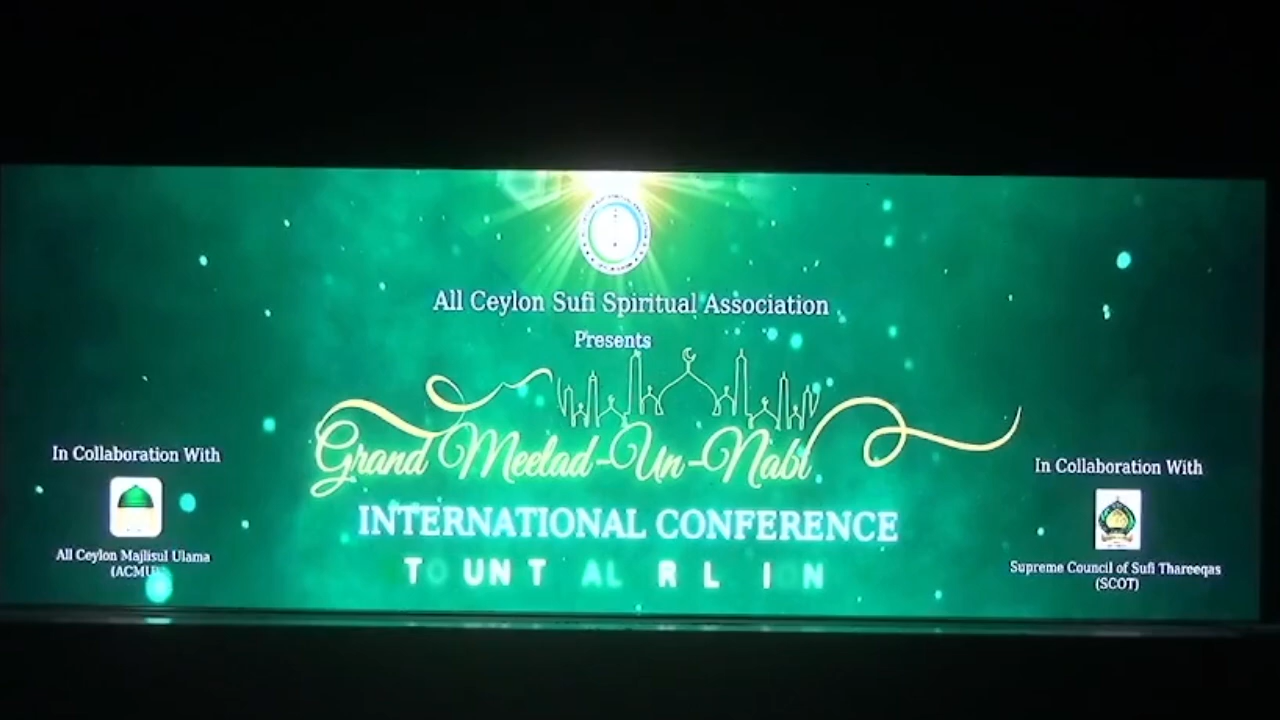 All Ceylon Sufi Spiritual Association
Presents
Grand Meelad-Un-Nabi
INTERNATIONAL CONFERENCE
In Collaboration With
All Ceylon Majlisul Ulama
In Collaboration With
Supreme Council of Sufi Thareeqas
(SCOT)